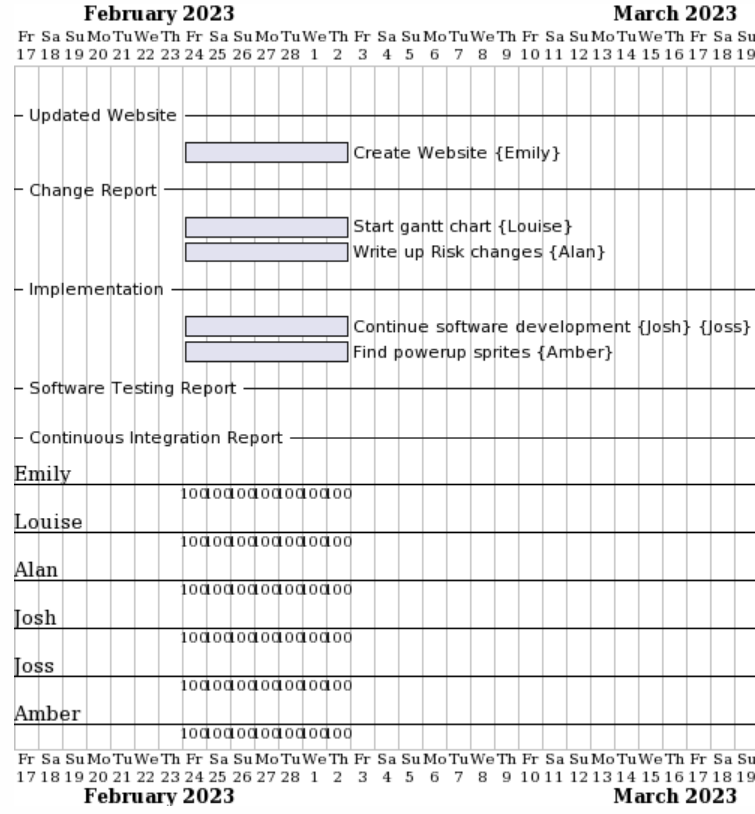 February 2023 March 2023
Fr Sa Su Mo Tu We Th Fr Sa Su Mo Tu We Th Fr Sa Su Mo Tu We Th Fr Sa Su Mo Tu We Th Fr Sa Su
17 18 19 20 21 22 23 24 25 26 27 28 1 2 3 4 5 6 7 8 9 10 11 12 13 14 15 16 17 18 19
Updated Website
Create Website {Emily}
Change Report
Start gantt chart {Louise}
Write up Risk changes {Alan}
Implementation
Continue software development {Josh} {Joss}
Find powerup sprites {Amber}
Software Testing Report
Continuous Integration Report
Emily
100 100 100 100 100 100 100
Louise
100 100 100 100 100 100 100
Alan
100 100 100 100 100 100 100
Josh
100 100 100 100 100 100 100
Joss
100 100 100 100 100 100 100
Amber
100 100 100 100 100 100 100
Fr Sa Su Mo Tu We Th Fr Sa Su Mo Tu We Th Fr Sa Su Mo Tu We Th Fr Sa Su Mo Tu We Th Fr Sa Su
17 18 19 20 21 22 23 24 25 26 27 28 1 2 3 4 5 6 7 8 9 10 11 12 13 14 15 16 17 18 19
February 2023 March 2023